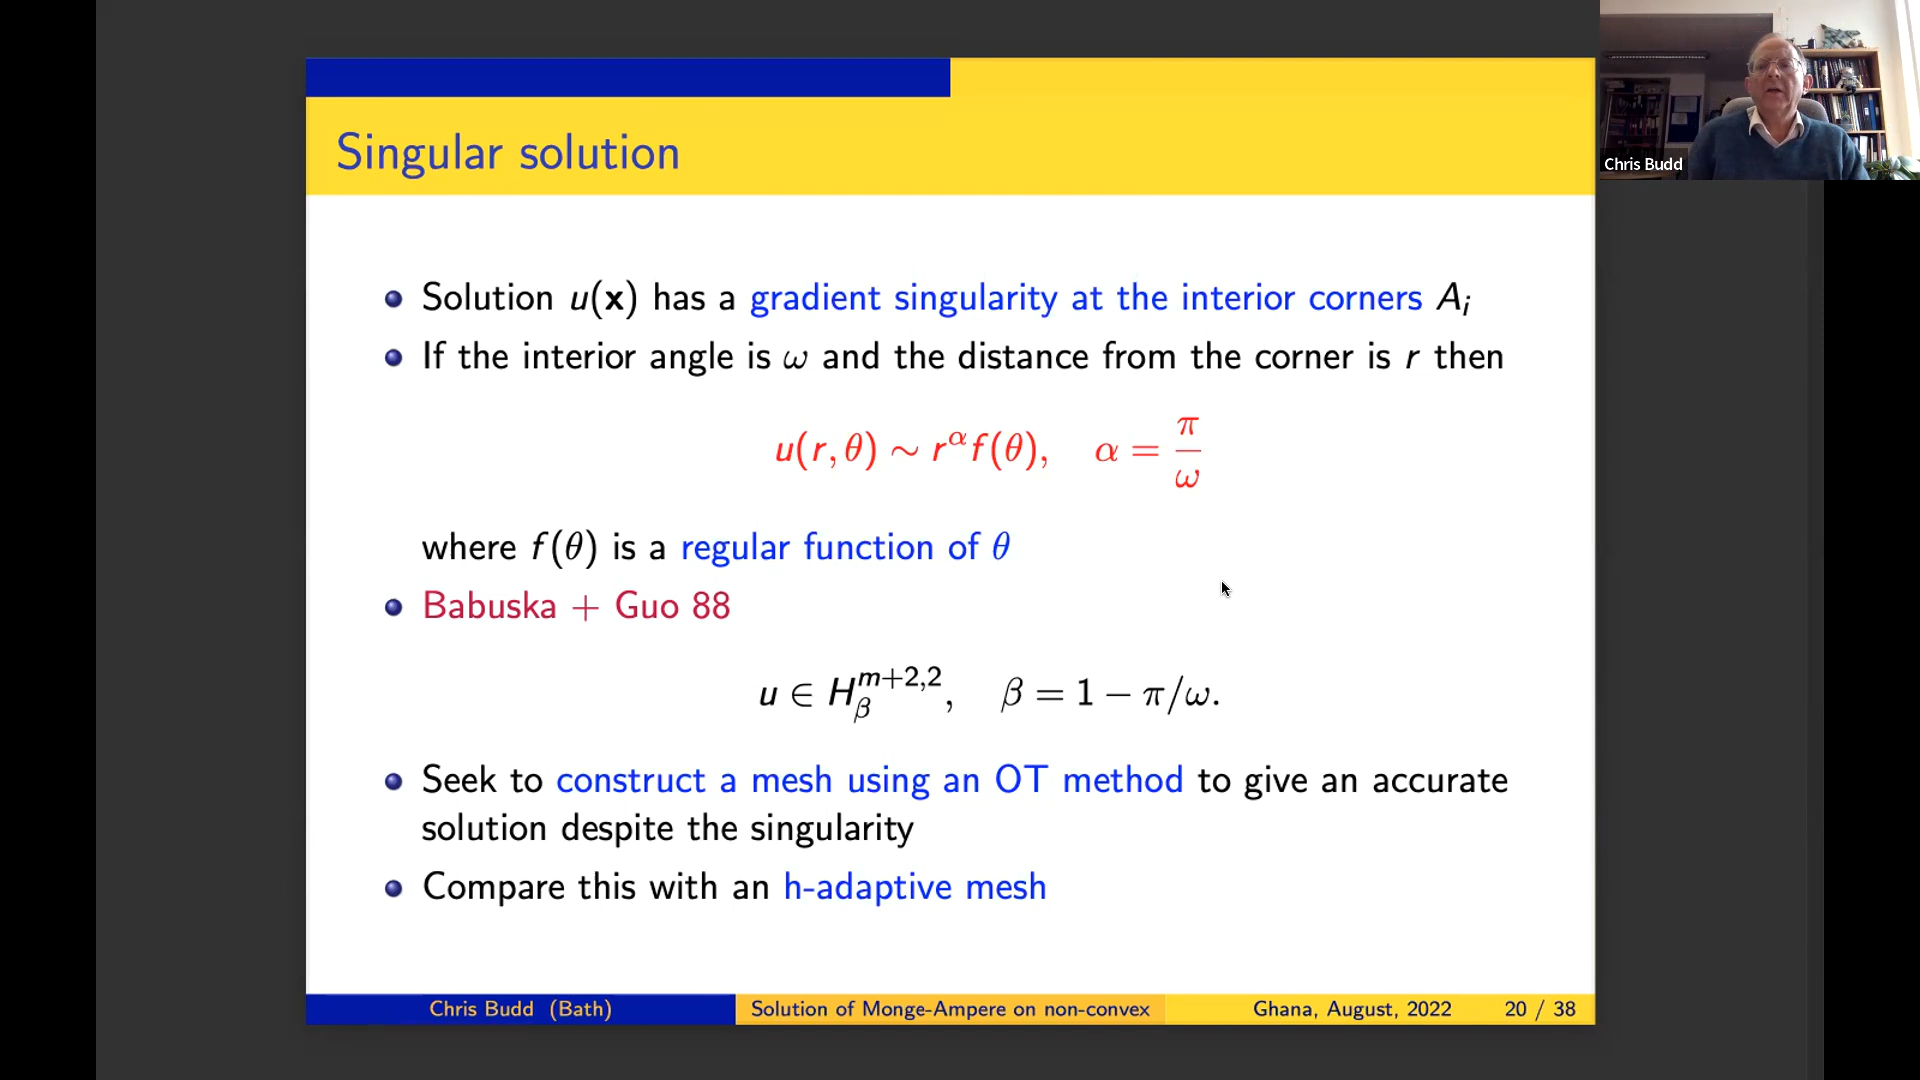 Chris Budd
Singular solution
Solution u(x) has a gradient singularity at the interior corners A_i
If the interior angle is ω and the distance from the corner is r then
u(r, θ) ∼ r^α f(θ), α = π/ω
where f(θ) is a regular function of θ
Babuska + Guo 88
u ∈ H_β^{m+2,2}, β = 1 − π/ω.
Seek to construct a mesh using an OT method to give an accurate
solution despite the singularity
Compare this with an h-adaptive mesh
Chris Budd (Bath) Solution of Monge-Ampere on non-convex Ghana, August, 2022 20 / 38